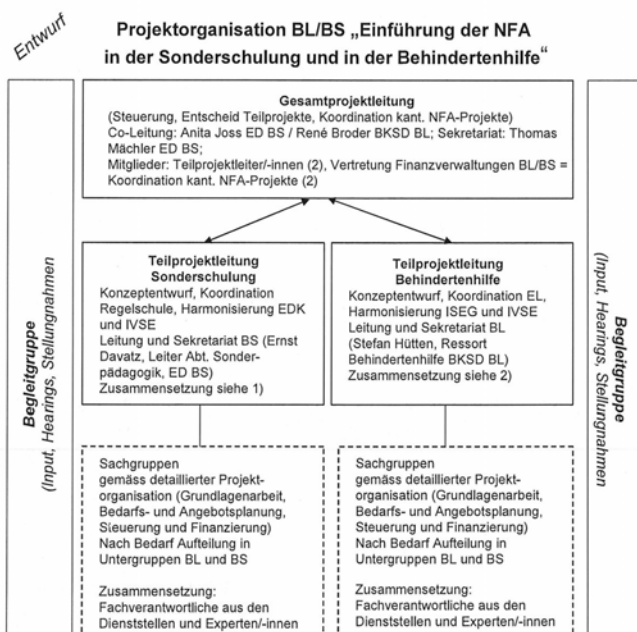 Entwurf
Projektorganisation BL/BS „Einführung der NFA
in der Sonderschulung und in der Behindertenhilfe“
Gesamtprojektleitung
(Steuerung, Entscheid Teilprojekte, Koordination kant. NFA-Projekte)
Co-Leitung: Anita Joss ED BS / René Broder BKSD BL; Sekretariat: Thomas
Mächler ED BS;
Mitglieder: Teilprojektleiter/-innen (2), Vertretung Finanzverwaltungen BL/BS =
Koordination kant. NFA-Projekte (2)
Begleitgruppe
(Input, Hearings, Stellungnahmen
Teilprojektleitung
Sonderschulung
Konzeptentwurf, Koordination
Regelschule, Harmonisierung EDK
und IVSE
Leitung und Sekretariat BS (Ernst
Davatz, Leiter Abt. Sonder-
pädagogik, ED BS)
Zusammensetzung siehe 1)
Teilprojektleitung
Behindertenhilfe
Konzeptentwurf, Koordination EL,
Harmonisierung ISEG und IVSE
Leitung und Sekretariat BL
(Stefan Hütten, Ressort
Behindertenhilfe BKSD BL)
Zusammensetzung siehe 2)
Begleitgruppe
(Input, Hearings, Stellungnahmen
Sachgruppen
gemäss detaillierter Projekt-
organisation (Grundlagenarbeit,
Bedarfs- und Angebotsplanung,
Steuerung und Finanzierung)
Nach Bedarf Aufteilung in
Untergruppen BL und BS
Zusammensetzung:
Fachverantwortliche aus den
Dienststellen und Experten/-innen
Sachgruppen
gemäss detaillierter Projekt-
organisation (Grundlagenarbeit,
Bedarfs- und Angebotsplanung,
Steuerung und Finanzierung)
Nach Bedarf Aufteilung in
Untergruppen BL und BS
Zusammensetzung:
Fachverantwortliche aus den
Dienststellen und Experten/-innen